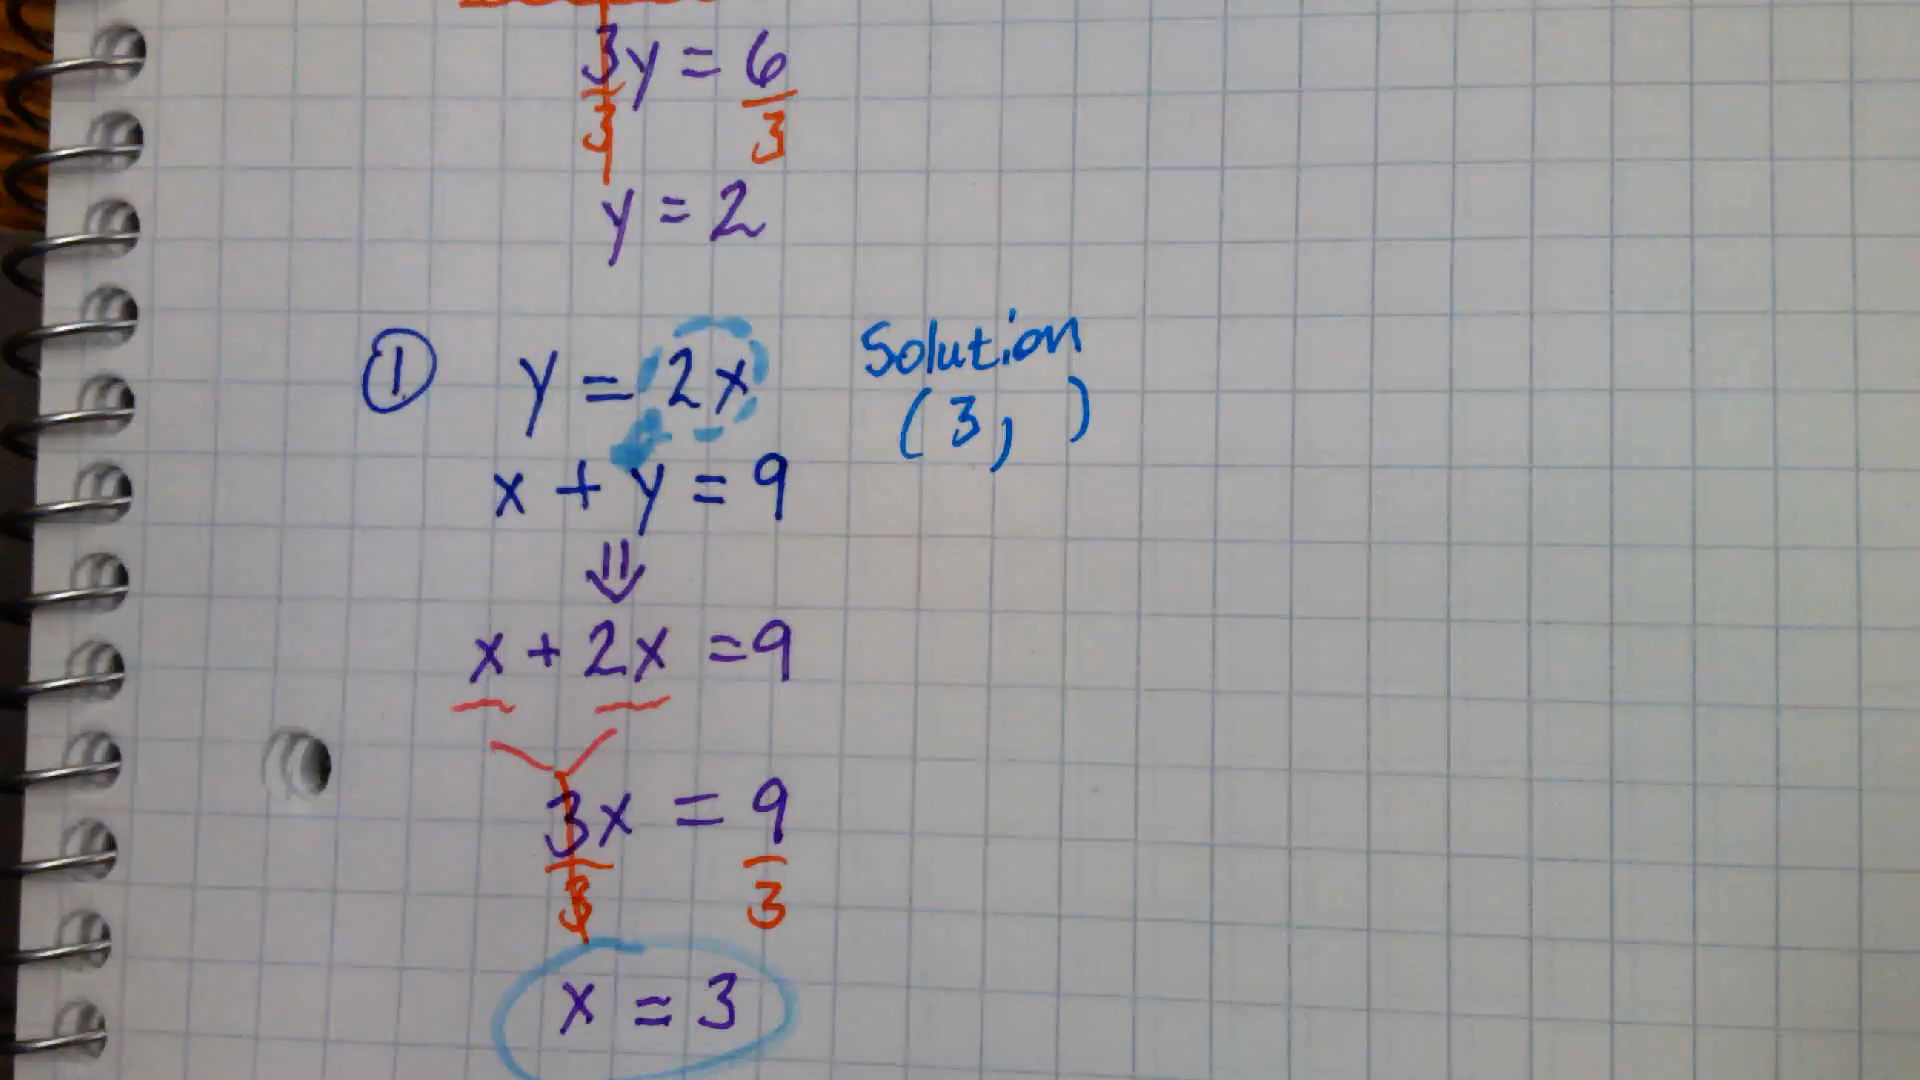 3y = 6
3 3
y = 2
① y = 2x
Solution
(3, )
x + y = 9
⇓
x + 2x = 9
3x = 9
3 3
x = 3